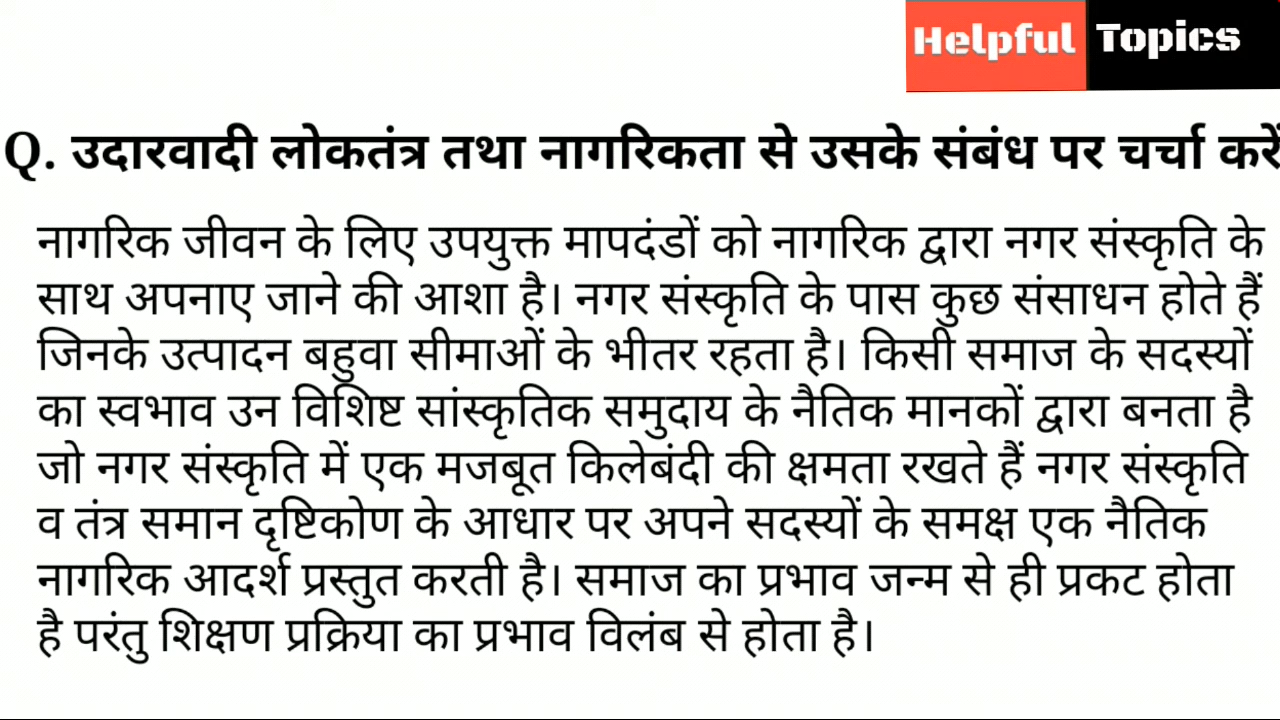 Helpful Topics
Q. उदारवादी लोकतंत्र तथा नागरिकता से उसके संबंध पर चर्चा करें
नागरिक जीवन के लिए उपयुक्त मापदंडों को नागरिक द्वारा नगर संस्कृति के
साथ अपनाए जाने की आशा है। नगर संस्कृति के पास कुछ संसाधन होते हैं
जिनके उत्पादन बहुवा सीमाओं के भीतर रहता है। किसी समाज के सदस्यों
का स्वभाव उन विशिष्ट सांस्कृतिक समुदाय के नैतिक मानकों द्वारा बनता है
जो नगर संस्कृति में एक मजबूत किलेबंदी की क्षमता रखते हैं नगर संस्कृति
व तंत्र समान दृष्टिकोण के आधार पर अपने सदस्यों के समक्ष एक नैतिक
नागरिक आदर्श प्रस्तुत करती है। समाज का प्रभाव जन्म से ही प्रकट होता
है परंतु शिक्षण प्रक्रिया का प्रभाव विलंब से होता है।